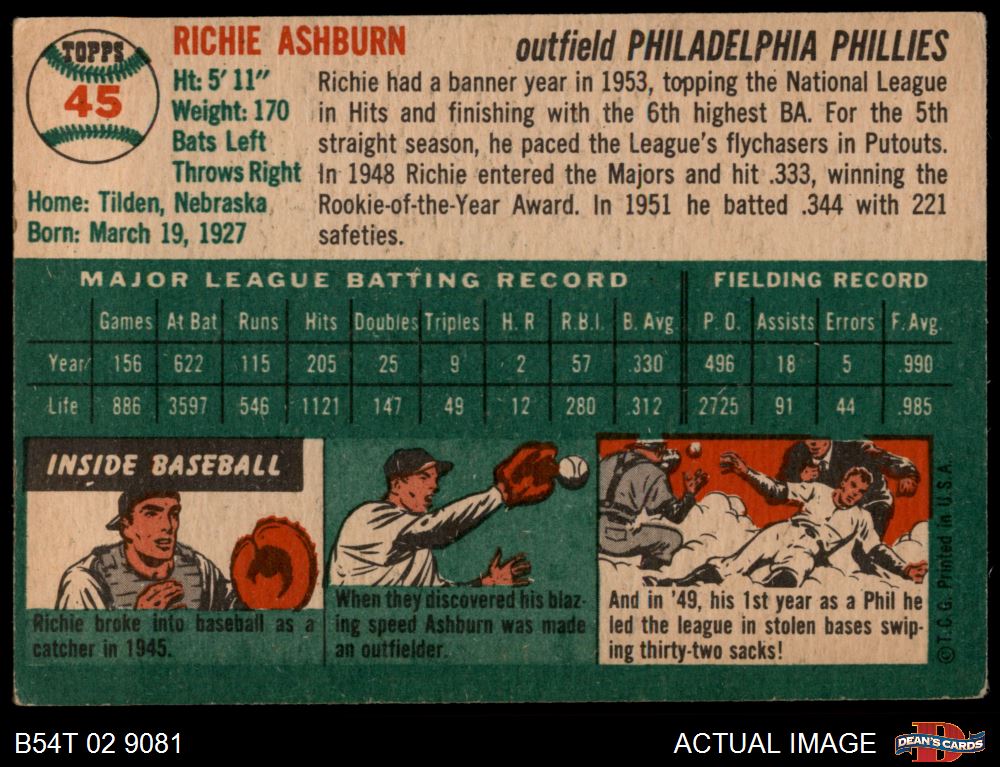 TOPPS
45
RICHIE ASHBURN
outfield PHILADELPHIA PHILLIES
Ht: 5' 11"
Weight: 170
Bats Left
Throws Right
Home: Tilden, Nebraska
Born: March 19, 1927
Richie had a banner year in 1953, topping the National League
in Hits and finishing with the 6th highest BA. For the 5th
straight season, he paced the League's flychasers in Putouts.
In 1948 Richie entered the Majors and hit .333, winning the
Rookie-of-the-Year Award. In 1951 he batted .344 with 221
safeties.
MAJOR LEAGUE BATTING RECORD FIELDING RECORD
Games At Bat Runs Hits Doubles Triples H. R R.B.I. B. Avg P. O. Assists Errors F. Avg.
Year 156 622 115 205 25 9 2 57 .330 496 18 5 .990
Life 886 3597 546 1121 147 49 12 280 .312 2725 91 44 .985
INSIDE BASEBALL
Richie broke into baseball as a
catcher in 1945.
When they discovered his blaz-
ing speed Ashburn was made
an outfielder.
And in '49, his 1st year as a Phil he
led the league in stolen bases swip-
ing thirty-two sacks!
© T. C. G. Printed in U. S. A.
B54T 02 9081
ACTUAL IMAGE
D
DEAN'S CARDS